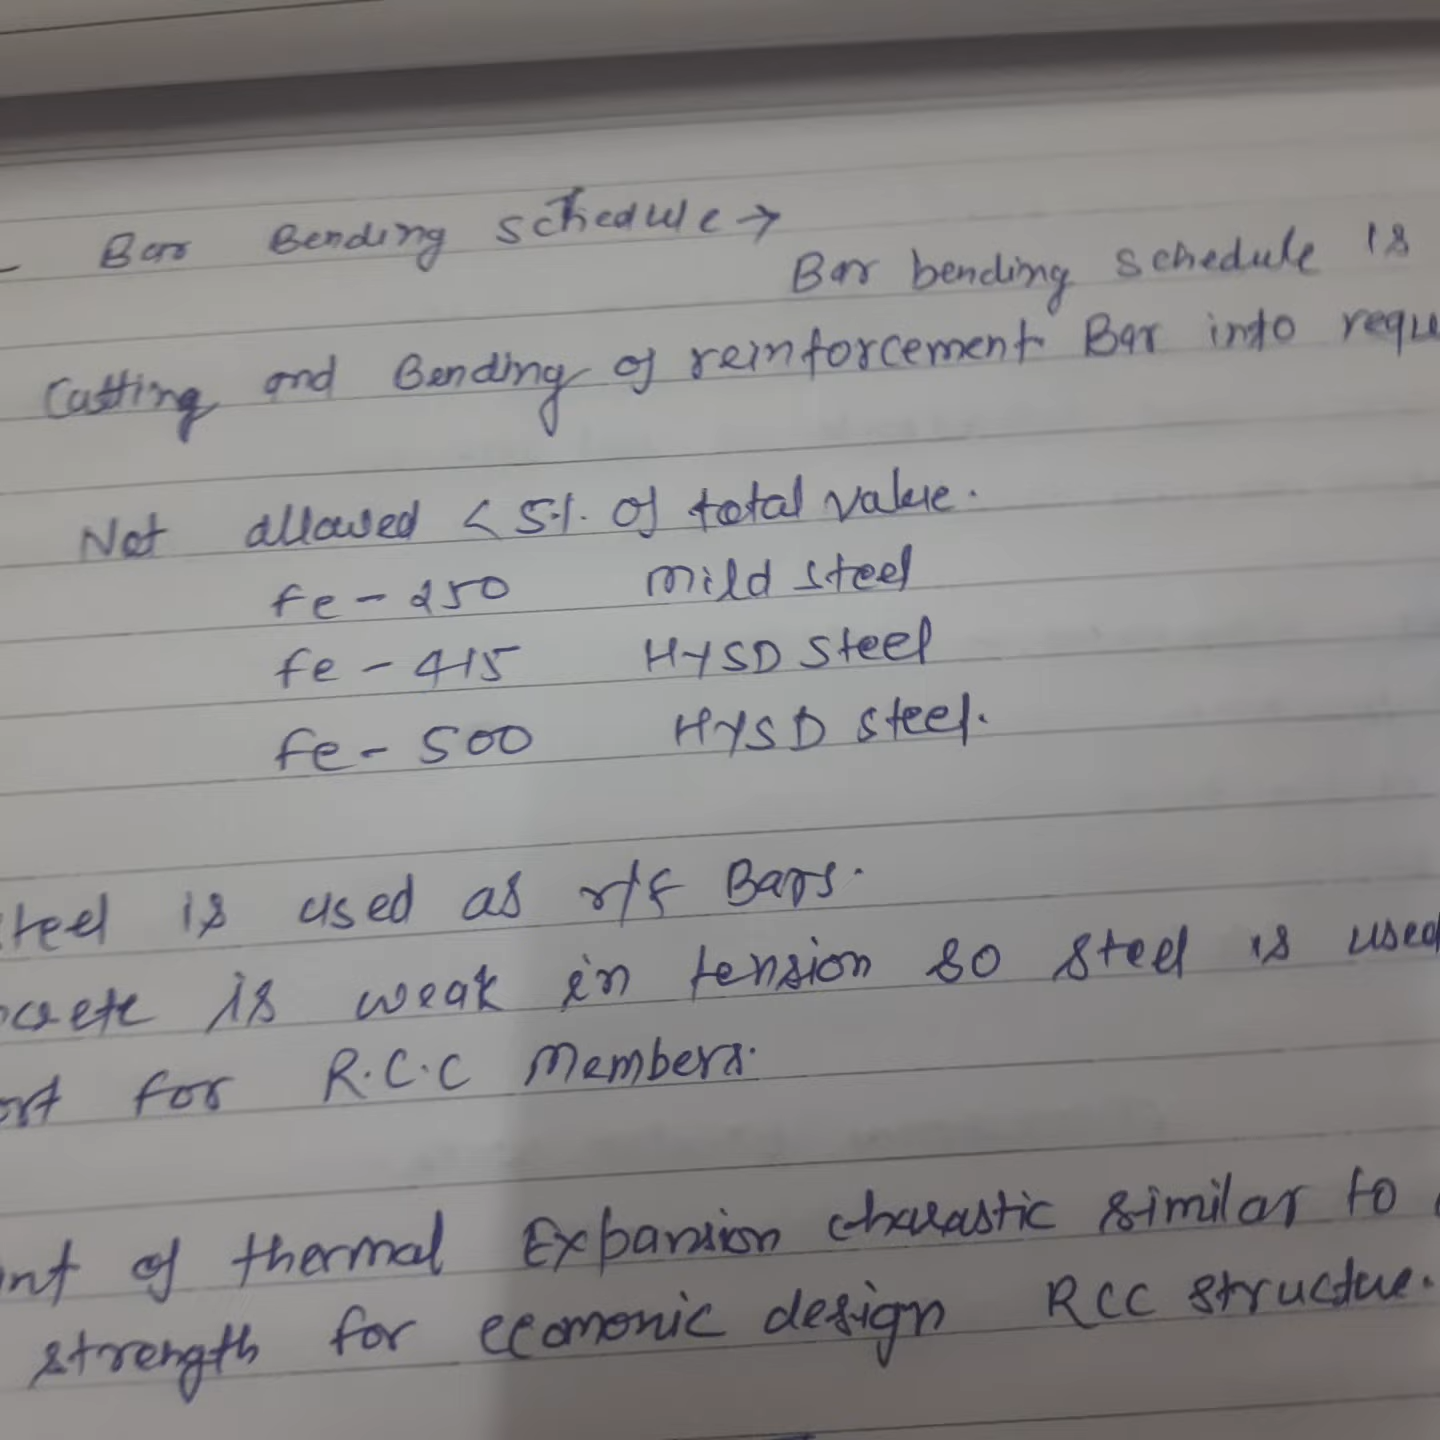 Bar Bending schedule →
Bar bending schedule is
Cutting and Bending of reinforcement Bar into requ
Not allowed < 5% of total value.
fe - 250 mild steel
fe - 415 HYSD steel
fe - 500 HYSD steel.
teel is used as r/f Bars.
crete is weak in tension so steel is used
ort for R.C.C members.
nt of thermal Expansion charastic similar to
strength for ecomonic design RCC structue.